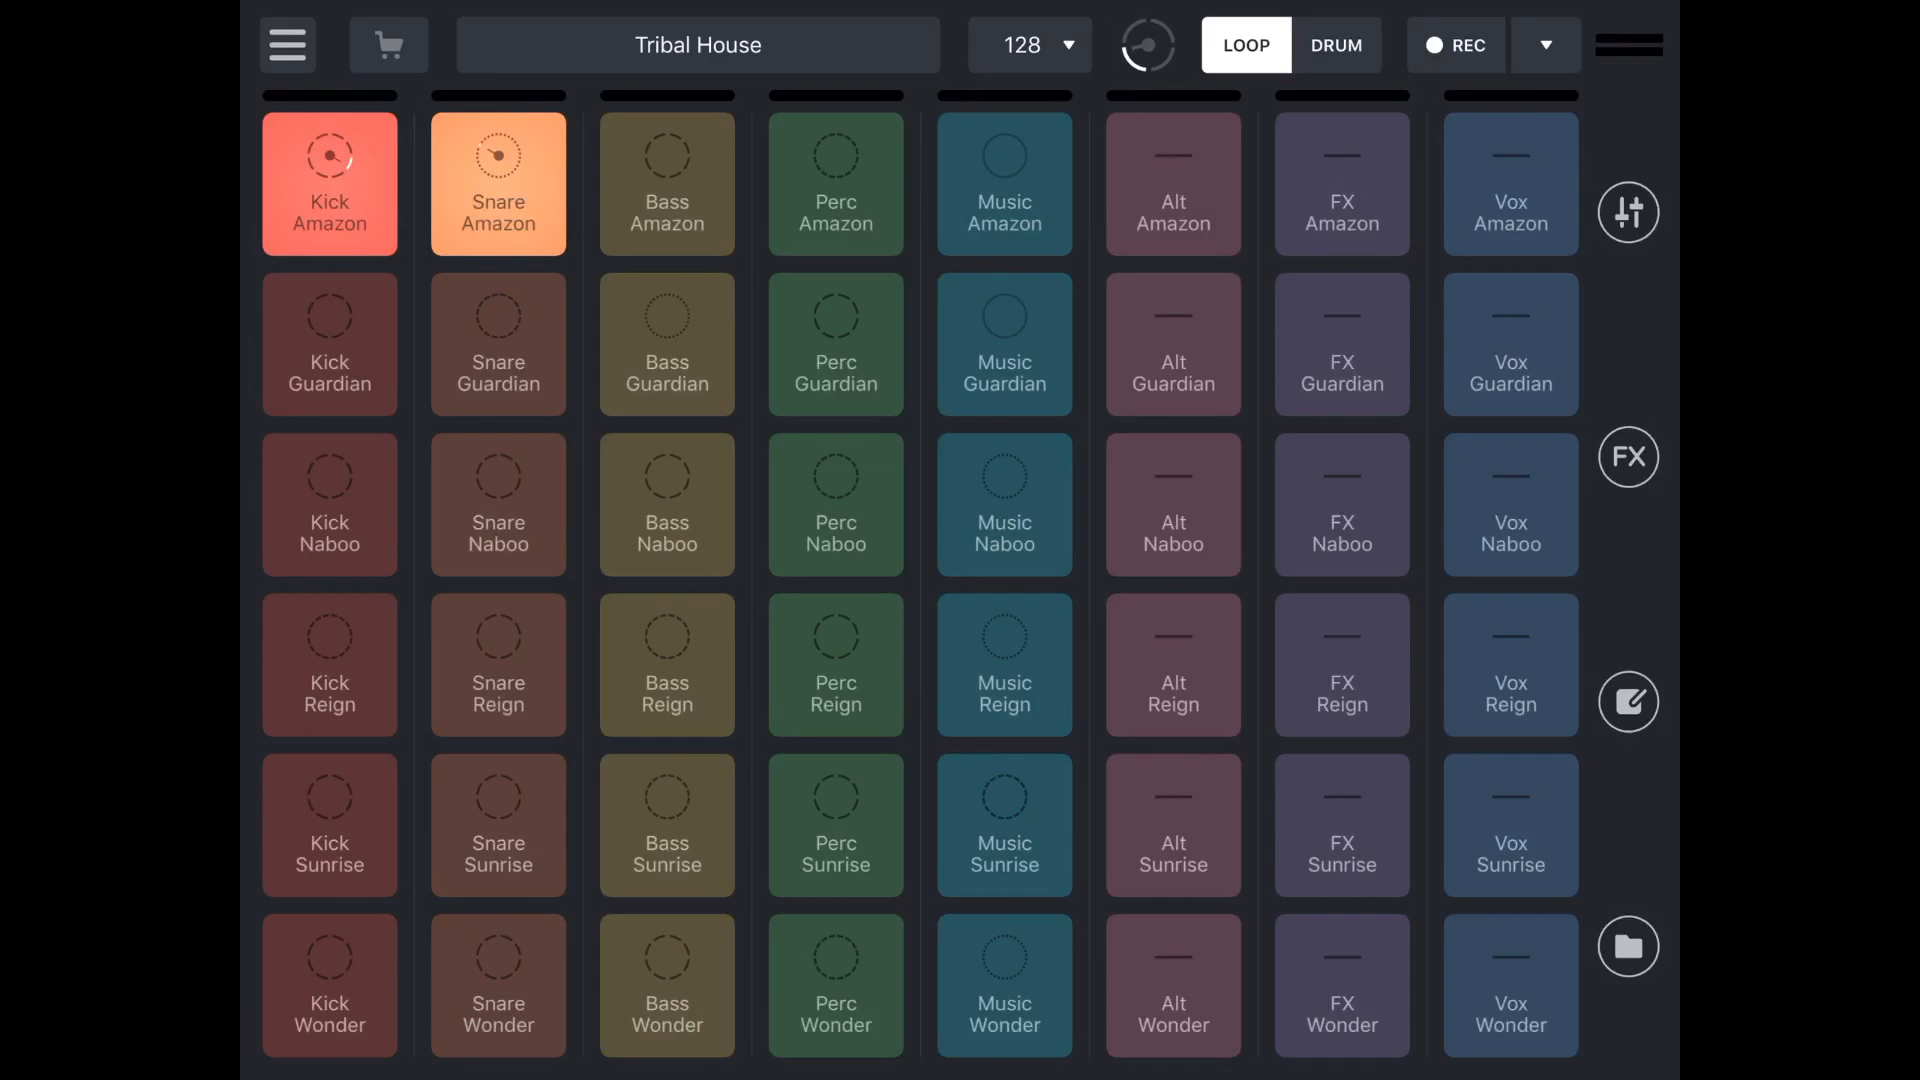 Tribal House
128
LOOP
DRUM
REC
Kick
Amazon
Snare
Amazon
Bass
Amazon
Perc
Amazon
Music
Amazon
Alt
Amazon
FX
Amazon
Vox
Amazon
Kick
Guardian
Snare
Guardian
Bass
Guardian
Perc
Guardian
Music
Guardian
Alt
Guardian
FX
Guardian
Vox
Guardian
FX
Kick
Naboo
Snare
Naboo
Bass
Naboo
Perc
Naboo
Music
Naboo
Alt
Naboo
FX
Naboo
Vox
Naboo
Kick
Reign
Snare
Reign
Bass
Reign
Perc
Reign
Music
Reign
Alt
Reign
FX
Reign
Vox
Reign
Kick
Sunrise
Snare
Sunrise
Bass
Sunrise
Perc
Sunrise
Music
Sunrise
Alt
Sunrise
FX
Sunrise
Vox
Sunrise
Kick
Wonder
Snare
Wonder
Bass
Wonder
Perc
Wonder
Music
Wonder
Alt
Wonder
FX
Wonder
Vox
Wonder